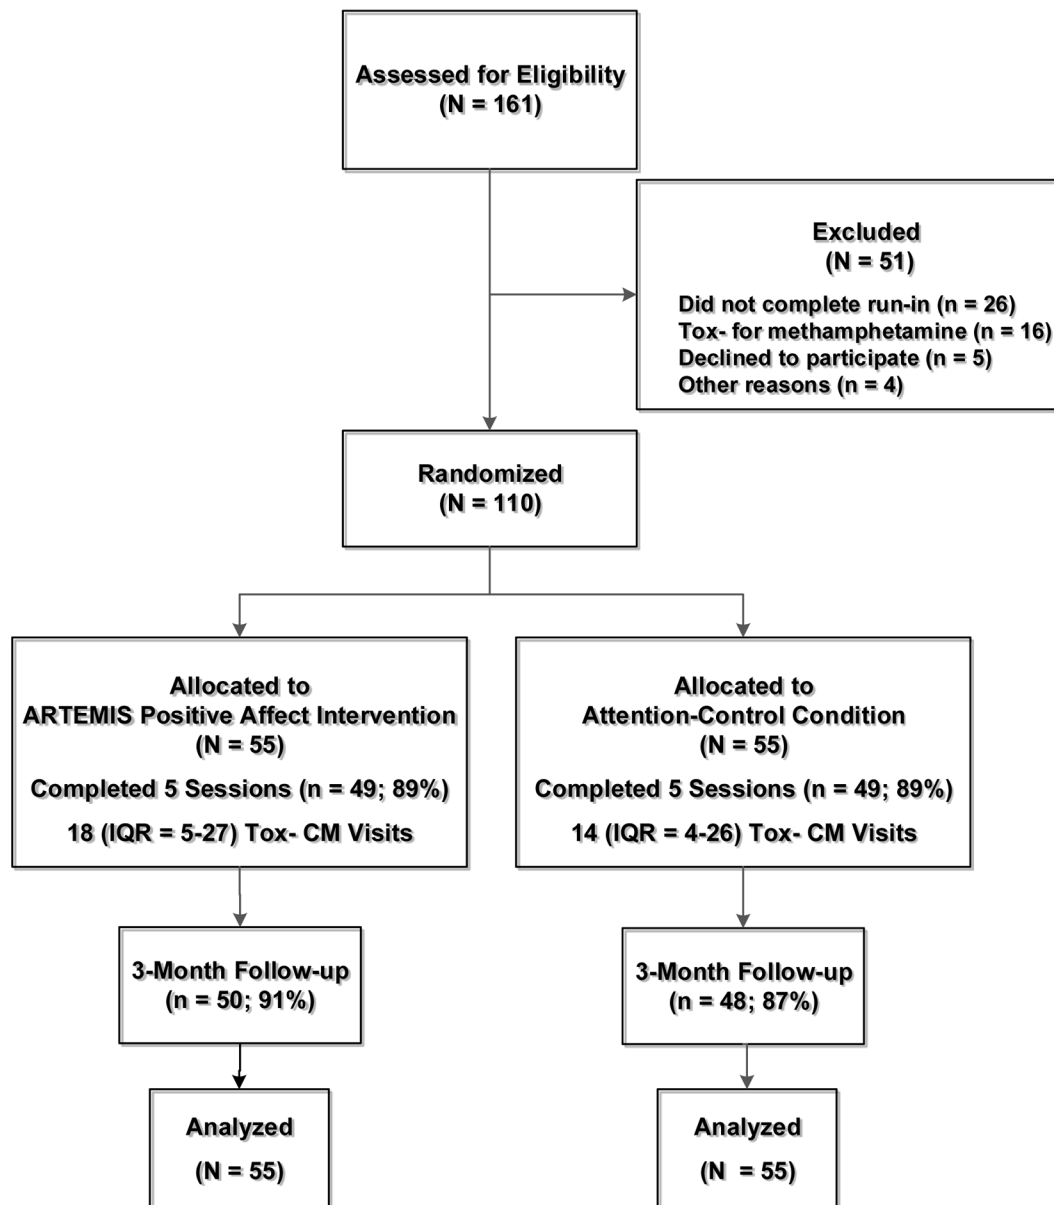 Assessed for Eligibility
(N = 161)
Excluded
(N = 51)
Did not complete run-in (n = 26)
Tox- for methamphetamine (n = 16)
Declined to participate (n = 5)
Other reasons (n = 4)
Randomized
(N = 110)
Allocated to
ARTEMIS Positive Affect Intervention
(N = 55)
Completed 5 Sessions (n = 49; 89%)
18 (IQR = 5-27) Tox- CM Visits
Allocated to
Attention-Control Condition
(N = 55)
Completed 5 Sessions (n = 49; 89%)
14 (IQR = 4-26) Tox- CM Visits
3-Month Follow-up
(n = 50; 91%)
3-Month Follow-up
(n = 48; 87%)
Analyzed
(N = 55)
Analyzed
(N = 55)